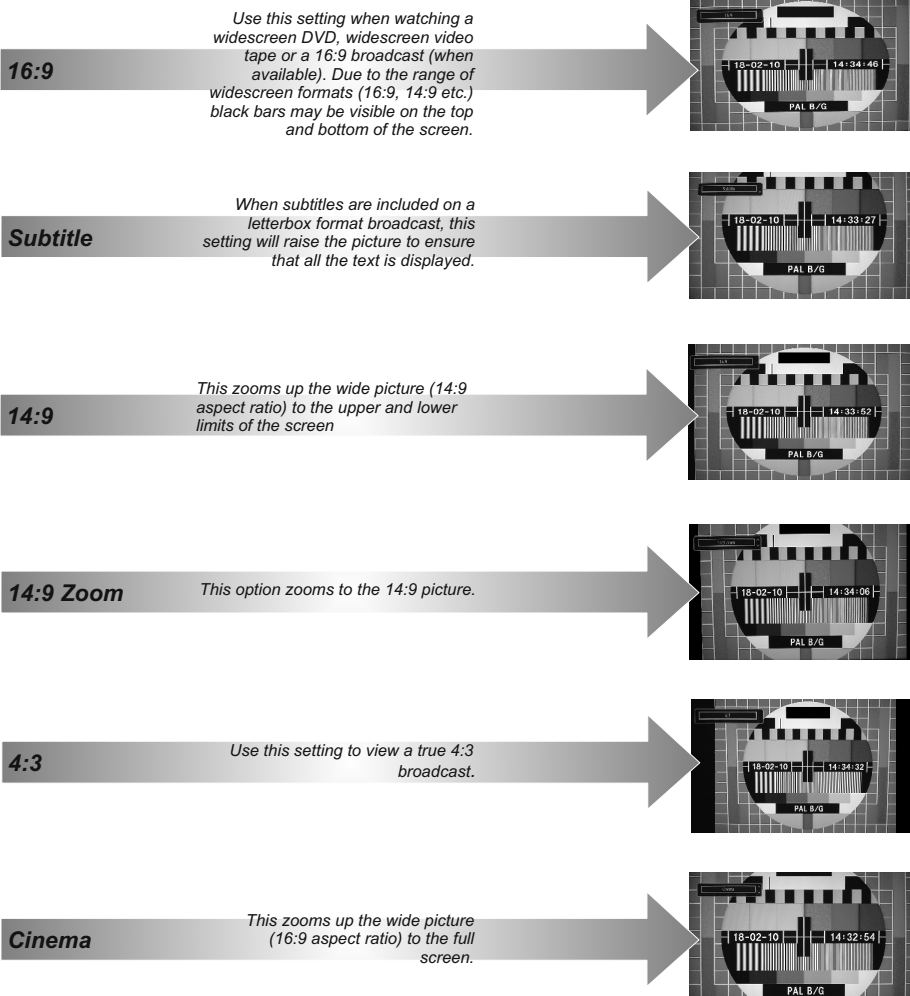 16:9
Use this setting when watching a
widescreen DVD, widescreen video
tape or a 16:9 broadcast (when
available). Due to the range of
widescreen formats (16:9, 14:9 etc.)
black bars may be visible on the top
and bottom of the screen.
16:9
18-02-10 14:34:46
PAL B/G
Subtitle
When subtitles are included on a
letterbox format broadcast, this
setting will raise the picture to ensure
that all the text is displayed.
Subtitle
18-02-10 14:33:27
PAL B/G
14:9
This zooms up the wide picture (14:9
aspect ratio) to the upper and lower
limits of the screen
14:9
18-02-10 14:33:52
PAL B/G
14:9 Zoom
This option zooms to the 14:9 picture.
18-02-10 14:34:06
PAL B/G
4:3
Use this setting to view a true 4:3
broadcast.
4:3
18-02-10 14:34:32
PAL B/G
Cinema
This zooms up the wide picture
(16:9 aspect ratio) to the full
screen.
Cinema
18-02-10 14:32:54
PAL B/G